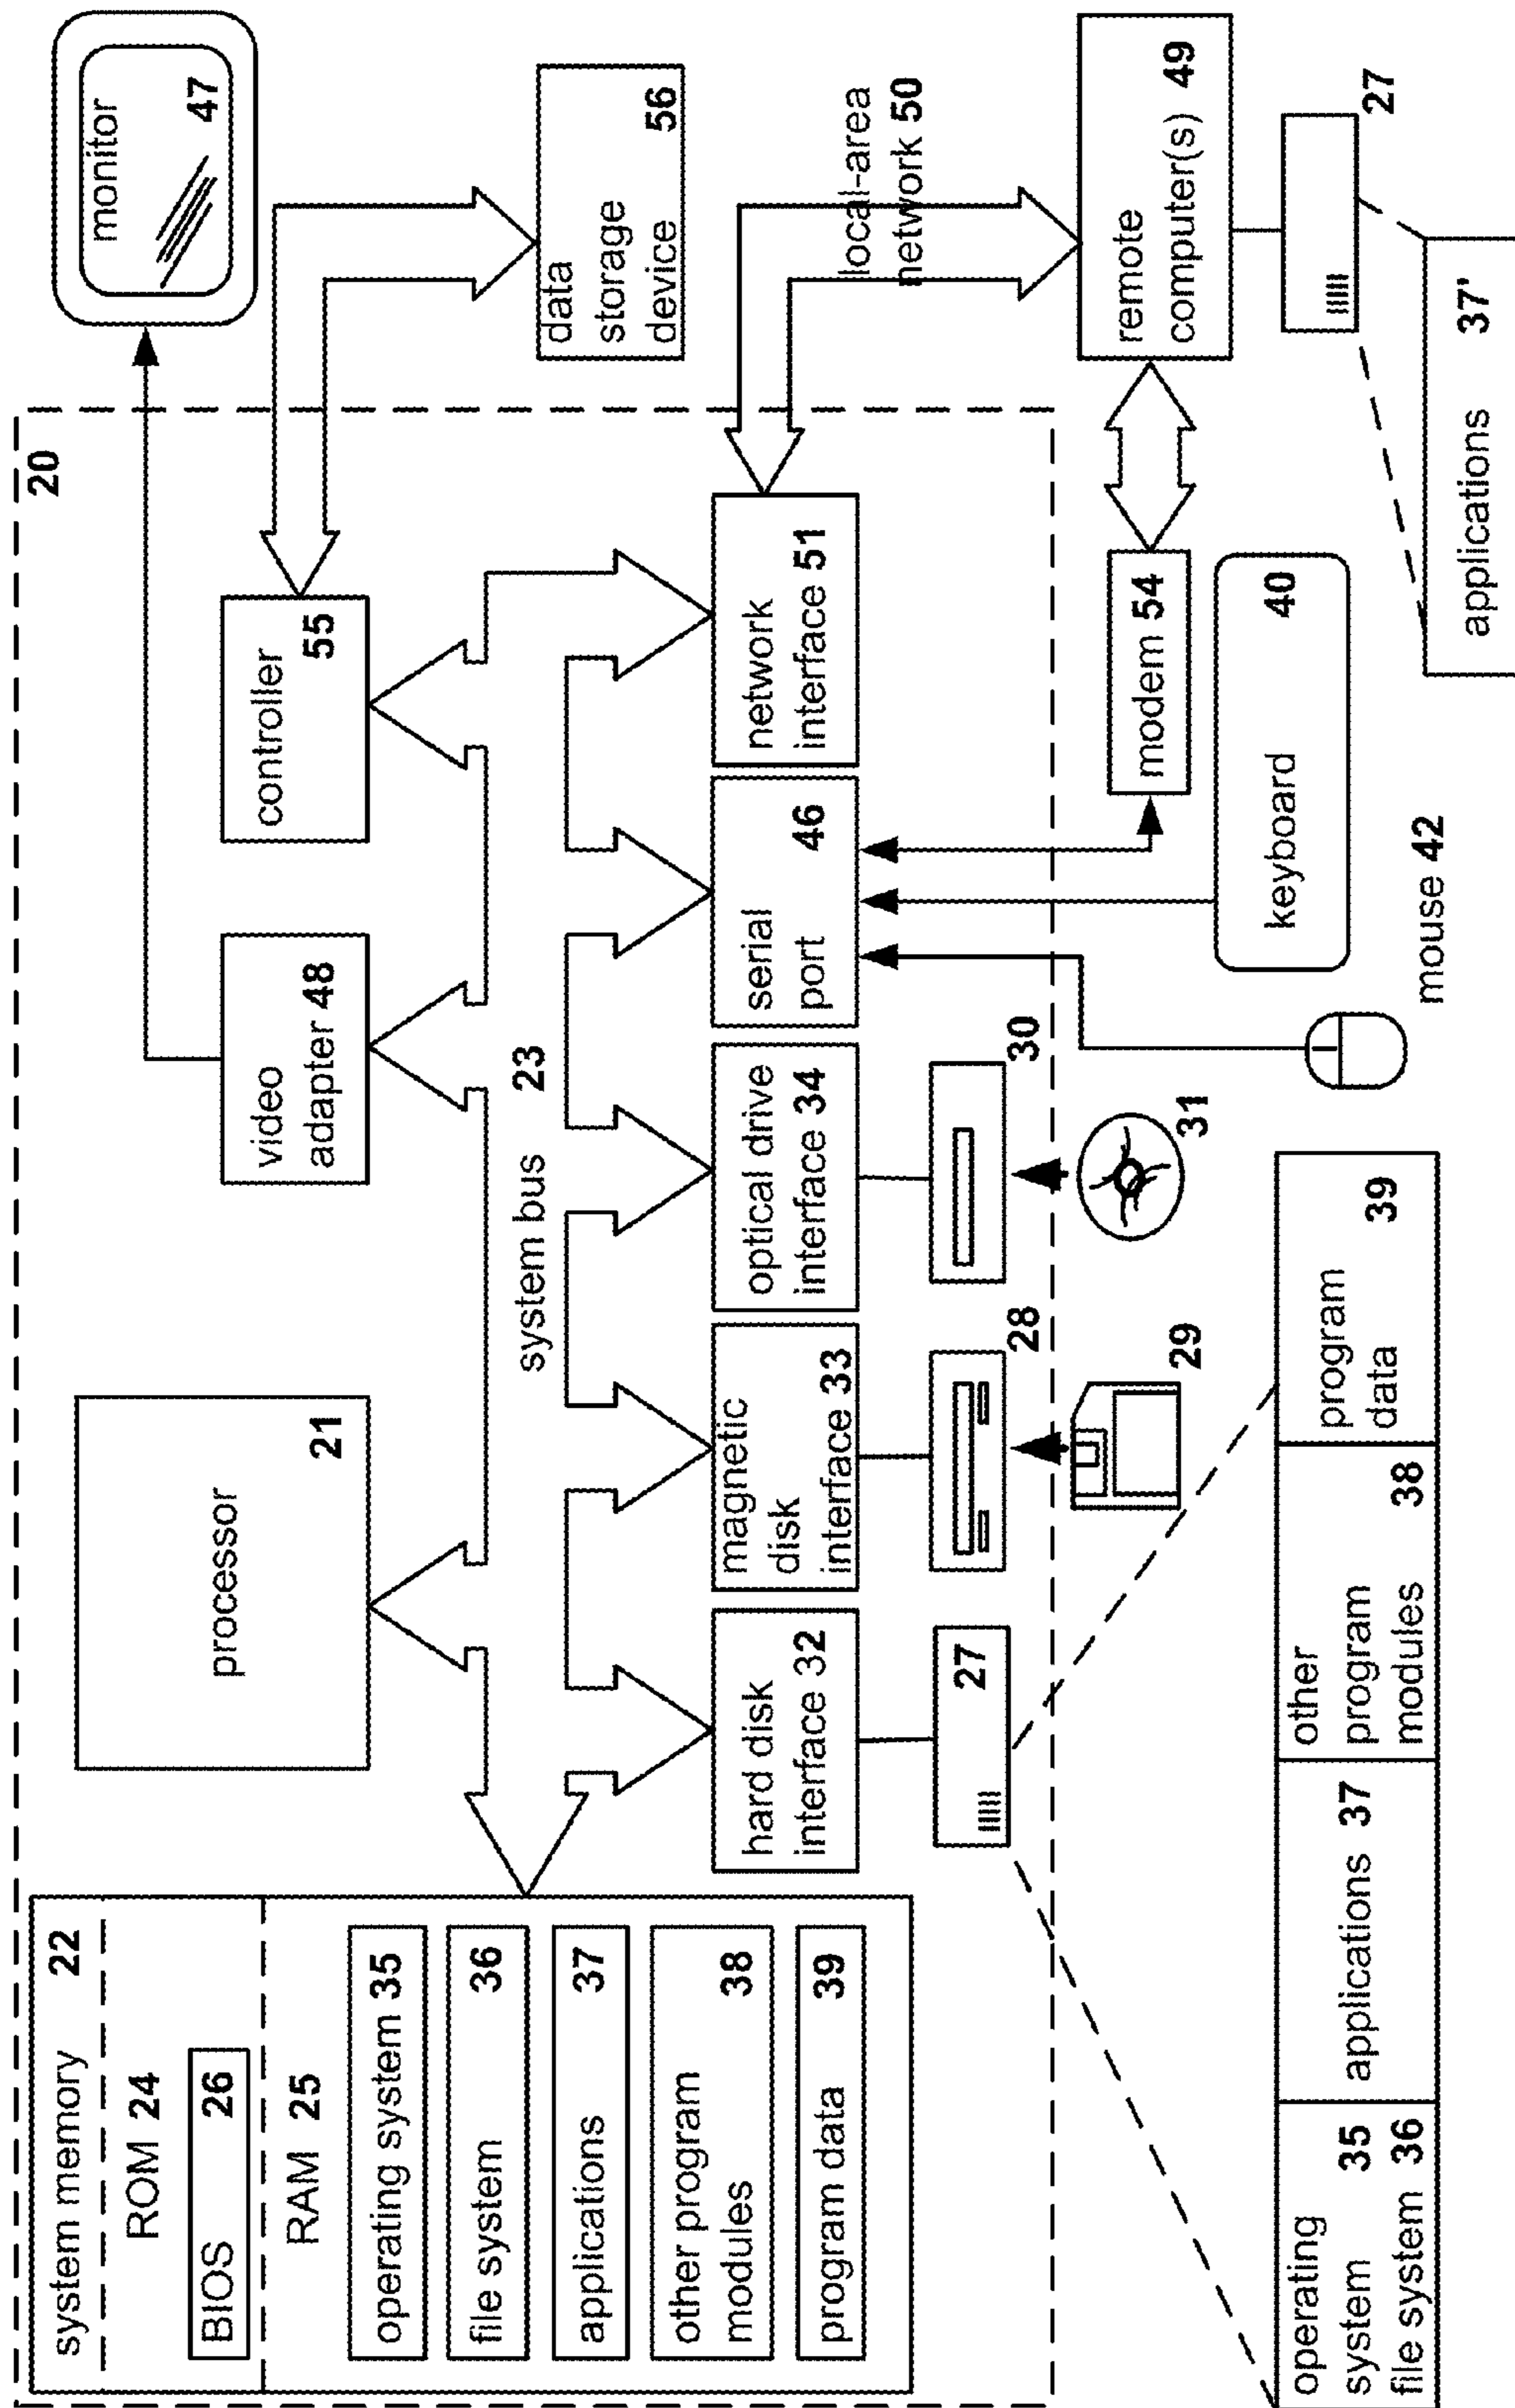 system memory 22
ROM 24
BIOS 26
RAM 25
operating system 35
file system 36
applications 37
other program
modules 38
program data 39
processor
21
video
adapter 48
controller
55
monitor
47
20
system bus 23
data
storage
device 56
hard disk
interface 32
magnetic
disk
interface 33
optical drive
interface 34
serial
port 46
network
interface 51
local-area
network 50
27
28
30
29
31
modem 54
remote
computer(s) 49
keyboard 40
mouse 42
27
operating
system 35
file system 36
applications 37
other
program
modules 38
program
data 39
applications 37'